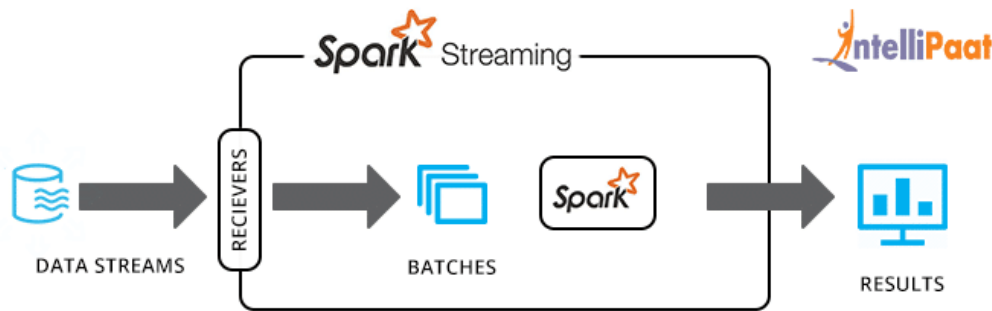 Spark Streaming
IntelliPaat
RECIEVERS
Spark
DATA STREAMS
BATCHES
RESULTS